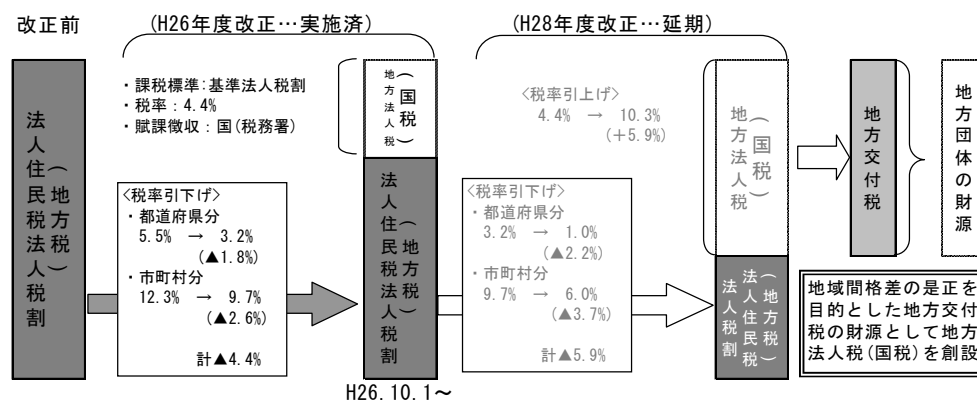 改正前
(H26年度改正…実施済)
(H28年度改正…延期)
法人住民税法人税割
(地方税)
・課税標準:基準法人税割
・税率：4.4%
・賦課徴収：国(税務署)
<税率引下げ>
・都道府県分
5.5% → 3.2%
(▲1.8%)
・市町村分
12.3% → 9.7%
(▲2.6%)
計▲4.4%
地方法人税
(国税)
法人住民税法人税割
(地方税)
H26.10.1～
<税率引上げ>
4.4% → 10.3%
(＋5.9%)
<税率引下げ>
・都道府県分
3.2% → 1.0%
(▲2.2%)
・市町村分
9.7% → 6.0%
(▲3.7%)
計▲5.9%
地方法人税
(国税)
法人住民税
法人税割
(地方税)
地方交付税
地方団体の財源
地域間格差の是正を
目的とした地方交付
税の財源として地方
法人税(国税)を創設